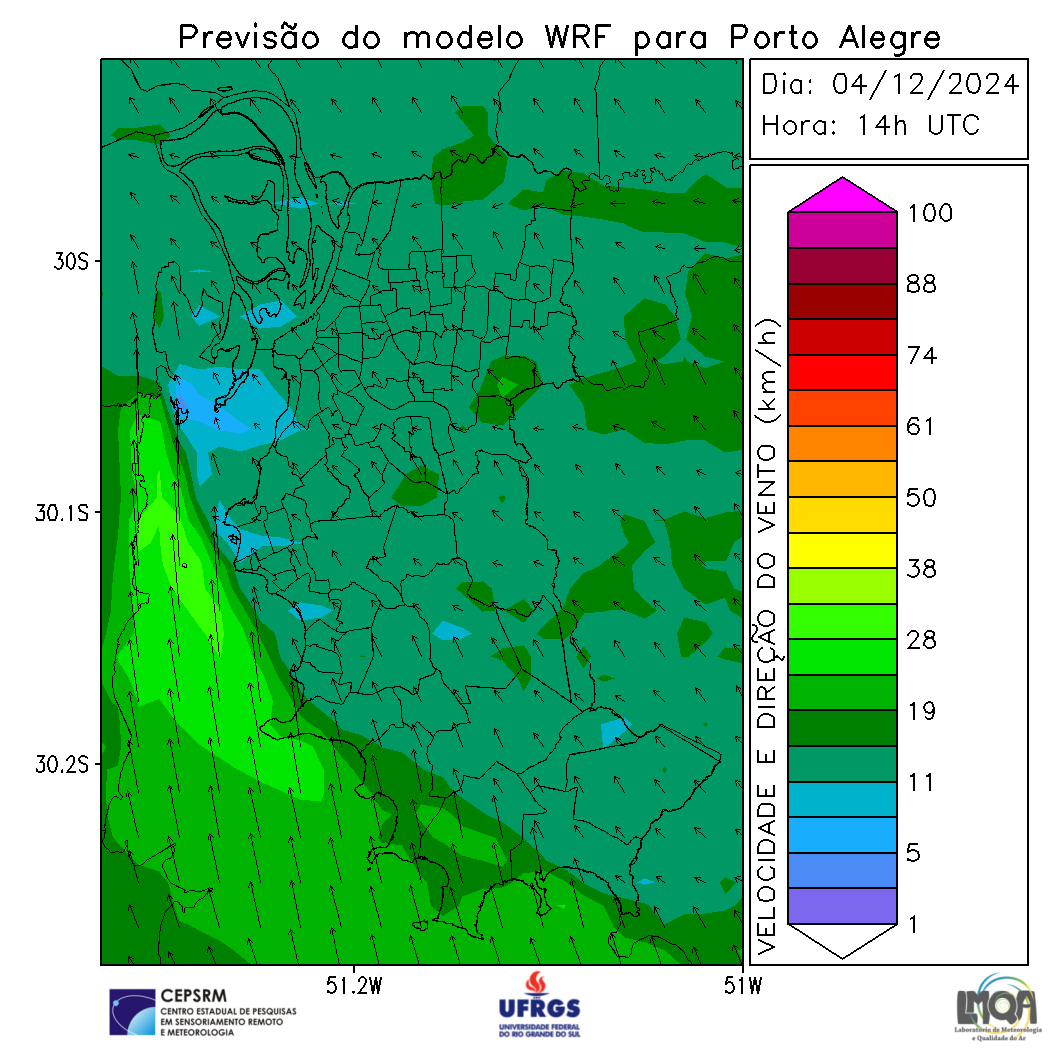 Previsão do modelo WRF para Porto Alegre
Dia: 04/12/2024
Hora: 14h UTC
30S
30.1S
30.2S
51.2W
51W
VELOCIDADE E DIREÇÃO DO VENTO (km/h)
100
88
74
61
50
38
28
19
11
5
1
CEPSRM
CENTRO ESTADUAL DE PESQUISAS
EM SENSORIAMENTO REMOTO
E METEOROLOGIA
UFRGS
UNIVERSIDADE FEDERAL
DO RIO GRANDE DO SUL
LMQA
Laboratório de Meteorologia
e Qualidade do Ar